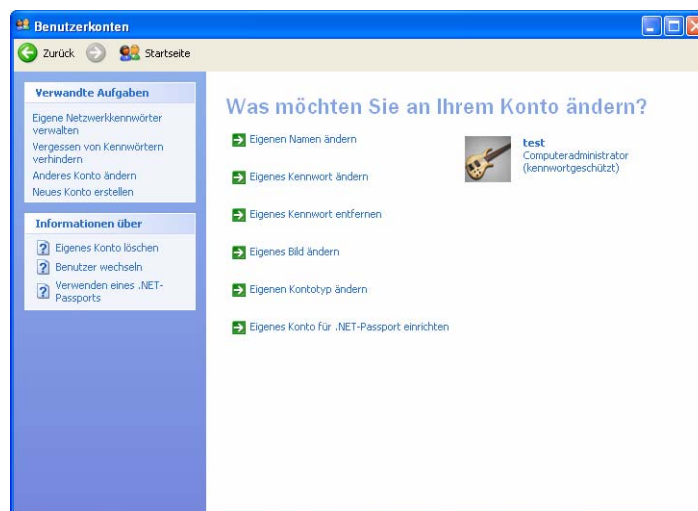 Benutzerkonten
Zurück
Startseite
Verwandte Aufgaben
Eigene Netzwerkkennwörter
verwalten
Vergessen von Kennwörtern
verhindern
Anderes Konto ändern
Neues Konto erstellen
Informationen über
Eigenes Konto löschen
Benutzer wechseln
Verwenden eines .NET-
Passports
Was möchten Sie an Ihrem Konto ändern?
Eigenen Namen ändern
Eigenes Kennwort ändern
Eigenes Kennwort entfernen
Eigenes Bild ändern
Eigenen Kontotyp ändern
Eigenes Konto für .NET-Passport einrichten
test
Computeradministrator
(kennwortgeschützt)